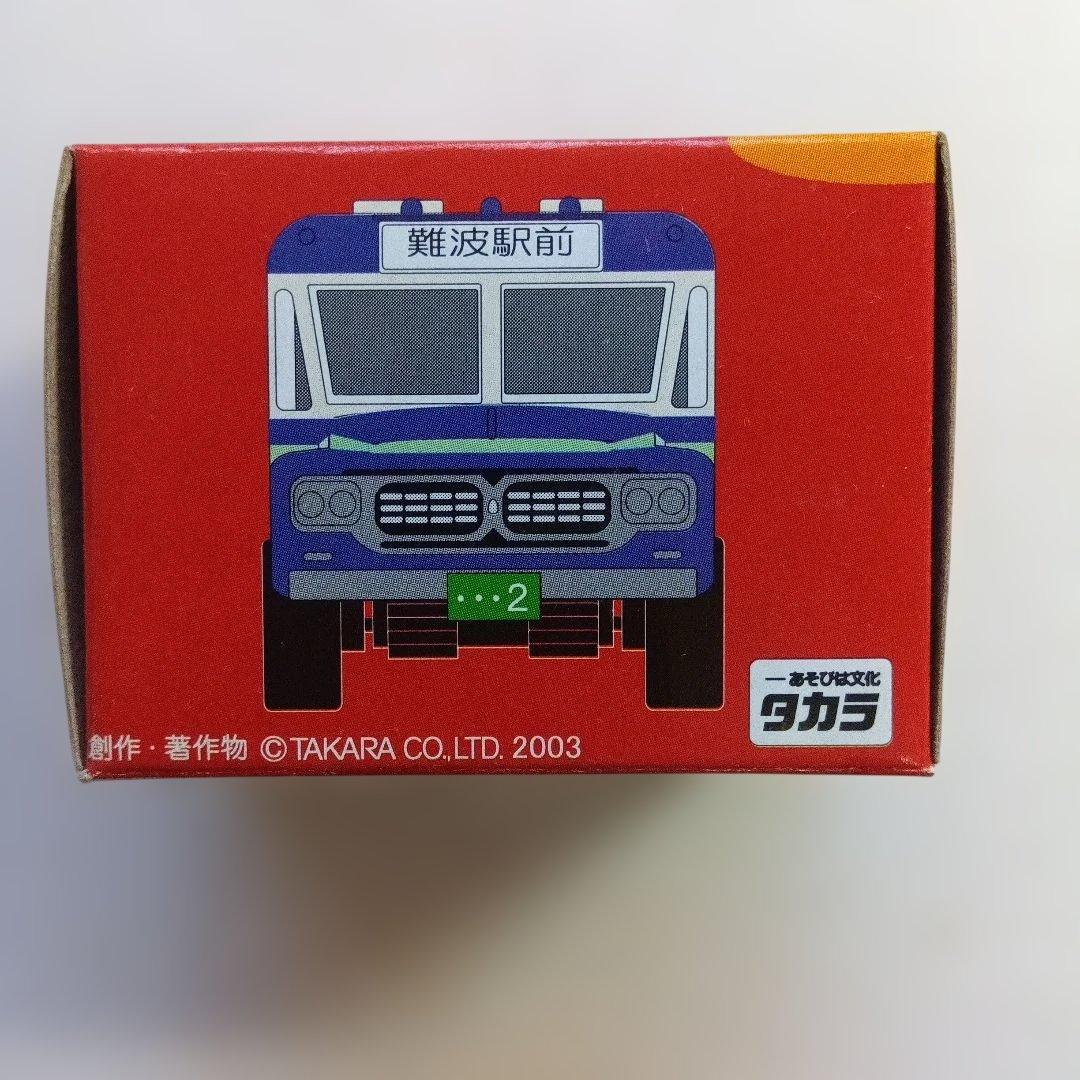 難波駅前
・・・2
ーあそびは文化
タカラ
創作・著作物 ©TAKARA CO.,LTD. 2003